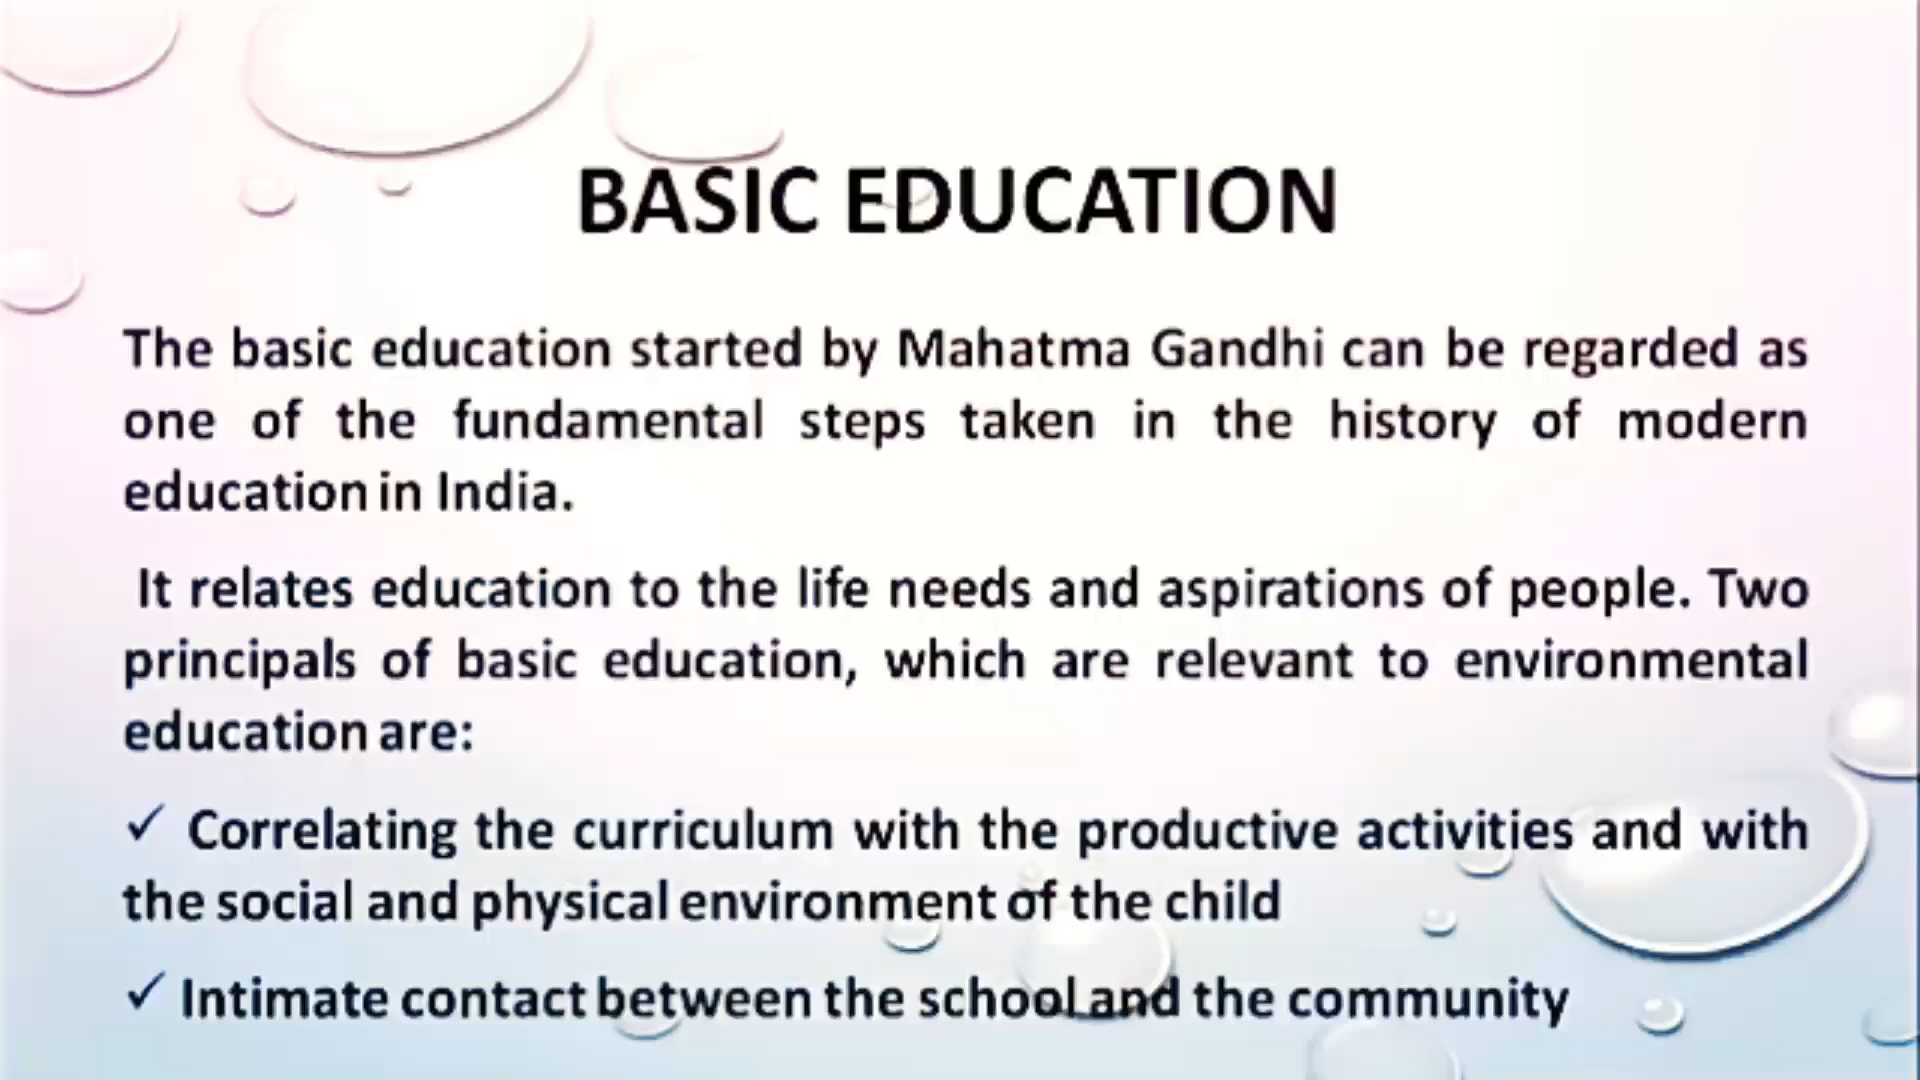 BASIC EDUCATION
The basic education started by Mahatma Gandhi can be regarded as
one of the fundamental steps taken in the history of modern
education in India.
It relates education to the life needs and aspirations of people. Two
principals of basic education, which are relevant to environmental
education are:
✓ Correlating the curriculum with the productive activities and with
the social and physical environment of the child
✓ Intimate contact between the school and the community